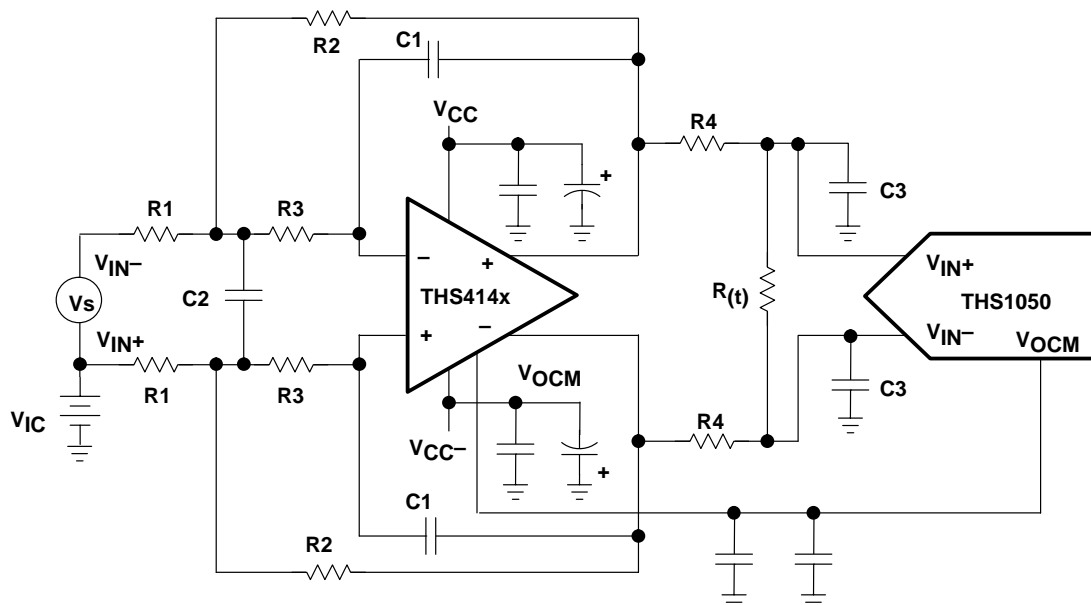 R2
C1
VCC
R4
C3
R1
R3
VIN−
−
+
THS414x
Vs
C2
R(t)
VIN+
THS1050
VIN+
+
−
VIN−
VOCM
R1
R3
VOCM
C3
VIC
R4
VCC−
+
+
C1
R2